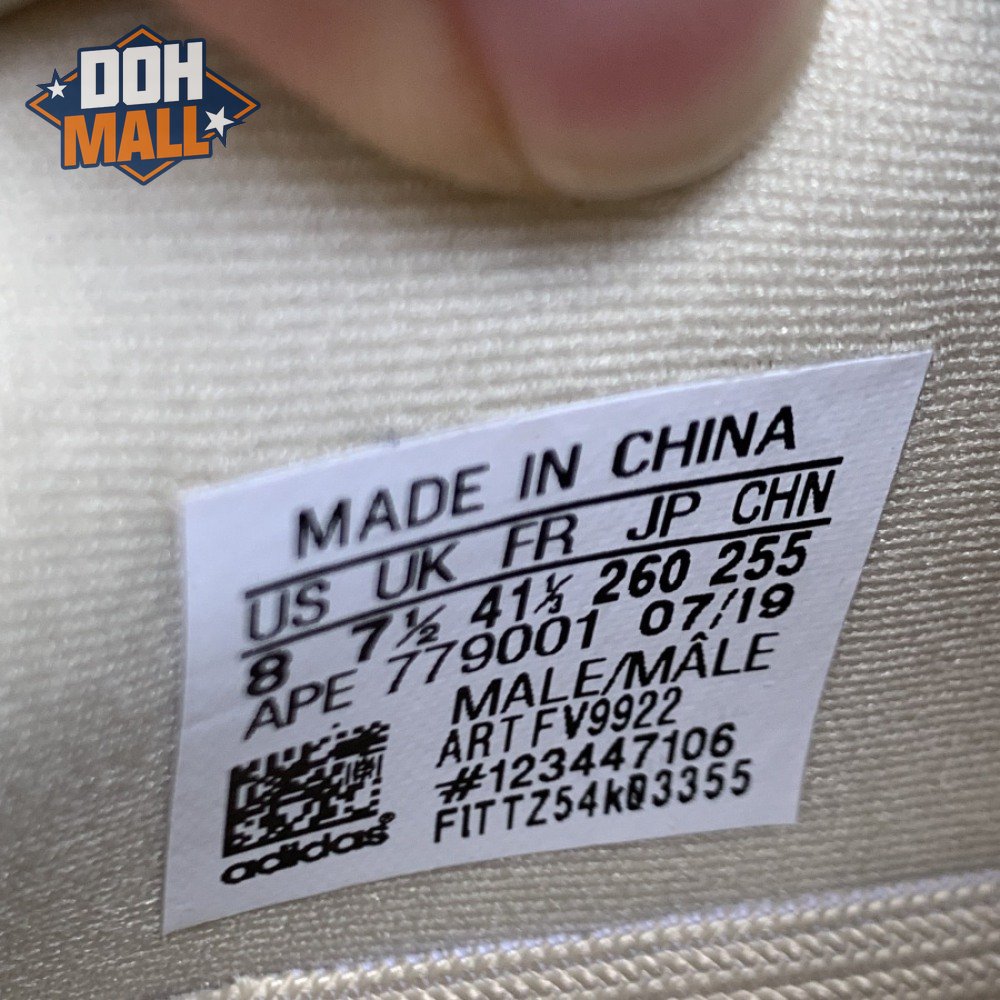 DOH
MALL
MADE IN CHINA
US UK FR JP CHN
8 7½ 41⅓ 260 255
APE 779001 07/19
MALE/MÂLE
ART FV9922
#123447106
FITTZ54k03355
adidas®